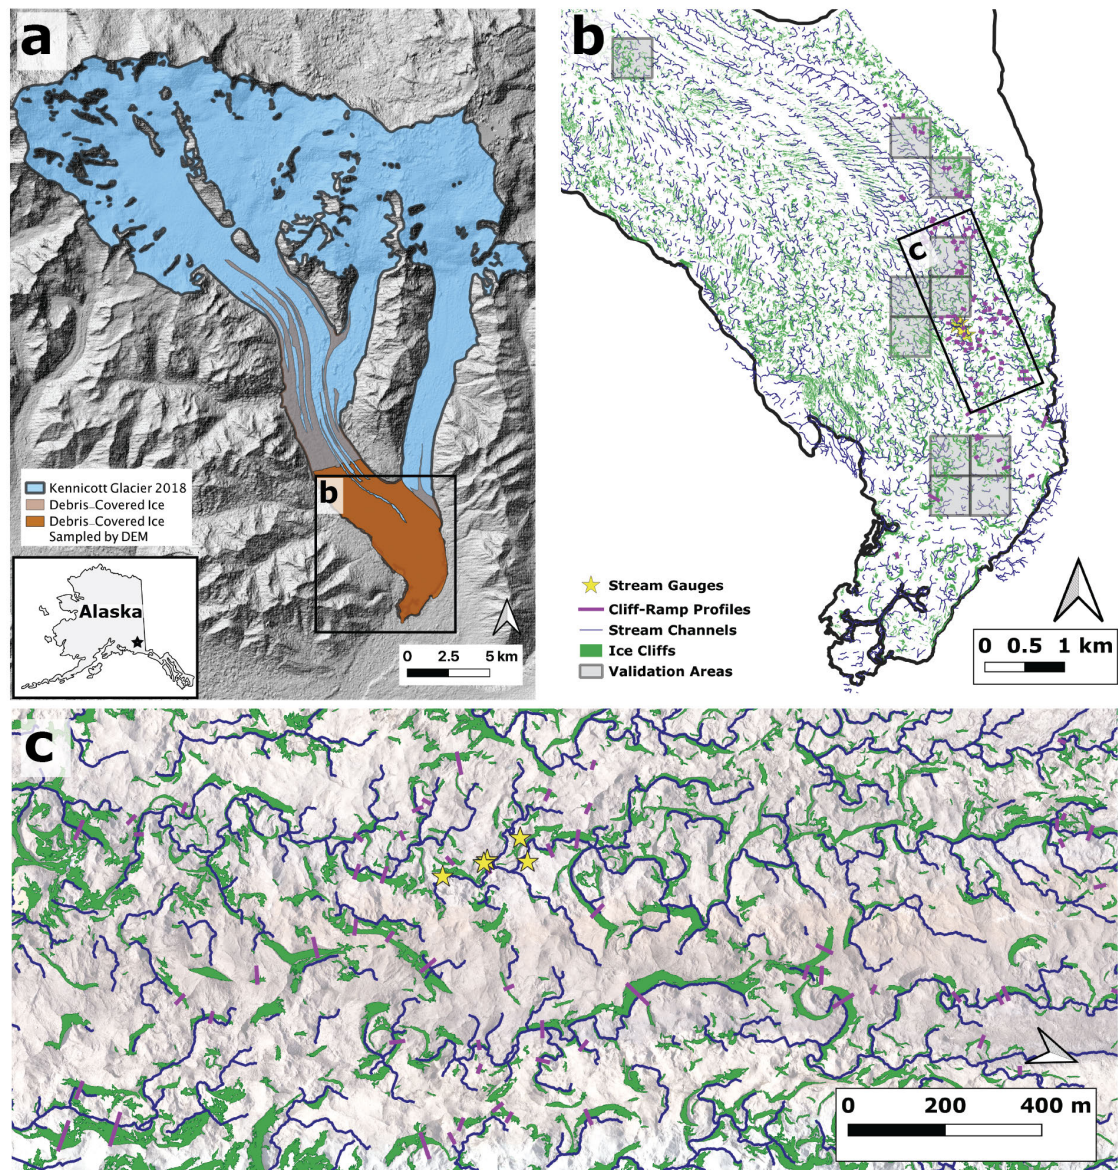 a
Kennicott Glacier 2018
Debris-Covered Ice
Debris-Covered Ice
Sampled by DEM
b
Alaska
0 2.5 5 km
b
c
Stream Gauges
Cliff-Ramp Profiles
Stream Channels
Ice Cliffs
Validation Areas
0 0.5 1 km
c
0 200 400 m